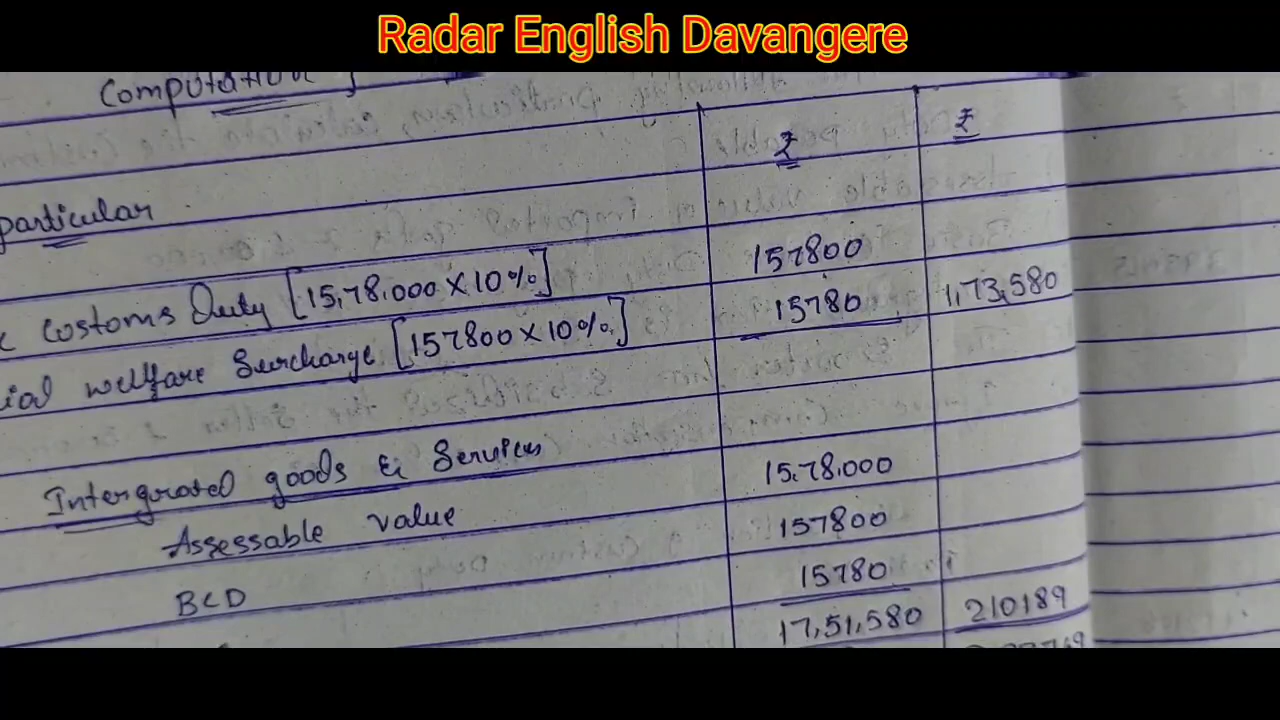 Radar English Davangere
Computation
₹ ₹
particular
Customs Duty [15,78,000 × 10%] 157800
ial welfare Surcharge [157800 × 10%] 15780 1,73,580
Intergrated goods & Services
Assessable value 15,78,000
BCD 157800
15780
17,51,580 210189